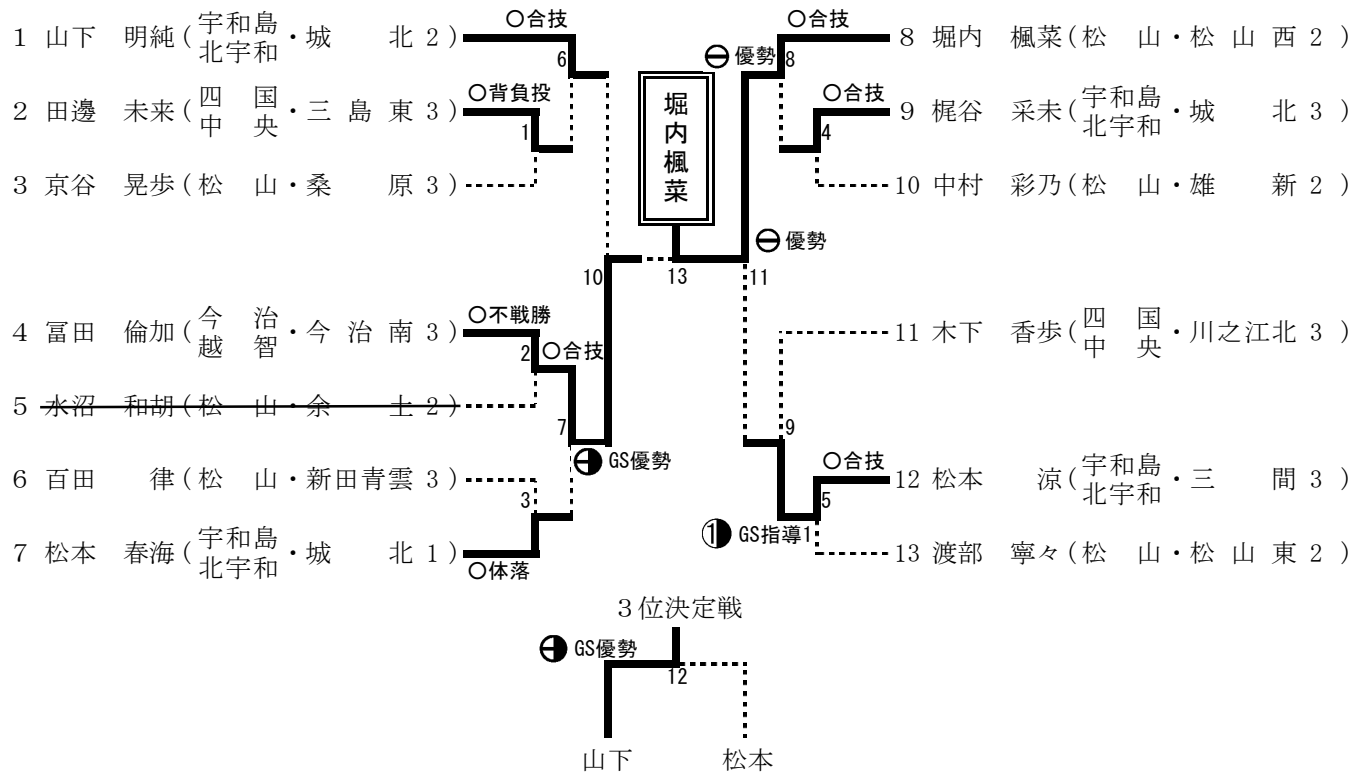 ○合技
1 山下 明純 (宇和島北宇和・城 北 2)
6
○背負投
2 田邊 未来 (四国中央・三島東 3)
1
3 京谷 晃歩 (松 山・桑 原 3)
10
4 冨田 倫加 (今治越智・今治南 3)
○不戦勝
2
○合技
5 水沼 和胡 (松 山・余 土 2)
7
GS優勢
6 百田 律 (松 山・新田青雲 3)
3
7 松本 春海 (宇和島北宇和・城 北 1)
○体落
堀内楓菜
13
○合技
8 堀内 楓菜 (松 山・松山西 2)
優勢
8
○合技
9 梶谷 采未 (宇和島北宇和・城 北 3)
4
10 中村 彩乃 (松 山・雄 新 2)
優勢
11
11 木下 香歩 (四国中央・川之江北 3)
9
○合技
12 松本 涼 (宇和島北宇和・三 間 3)
5
① GS指導1
13 渡部 寧々 (松 山・松山東 2)
3位決定戦
GS優勢
12
山下 松本